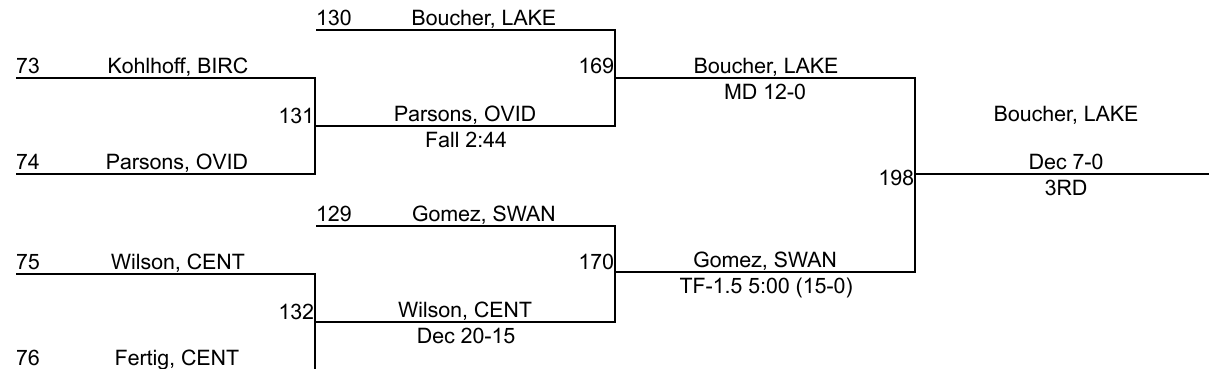 130 Boucher, LAKE
73 Kohlhoff, BIRC
169 Boucher, LAKE
MD 12-0
131 Parsons, OVID
Fall 2:44
Boucher, LAKE
74 Parsons, OVID
Dec 7-0
198
3RD
129 Gomez, SWAN
75 Wilson, CENT
170 Gomez, SWAN
TF-1.5 5:00 (15-0)
132 Wilson, CENT
Dec 20-15
76 Fertig, CENT